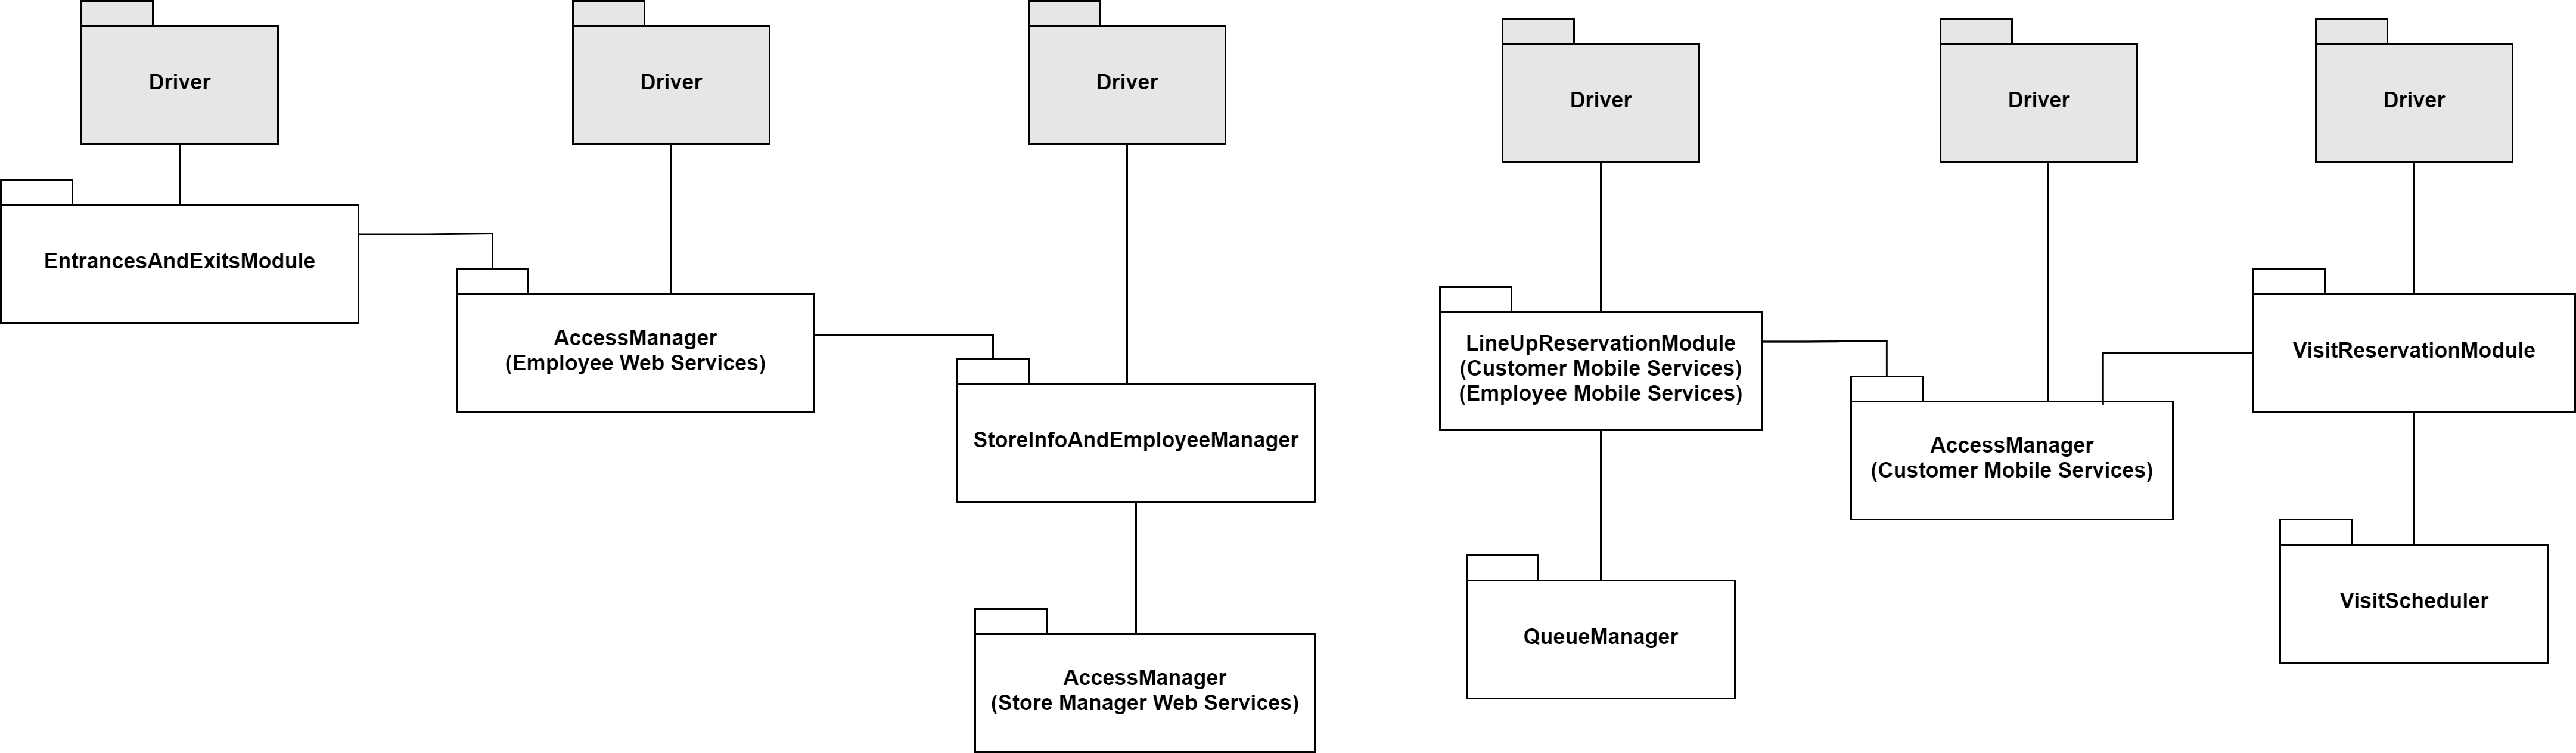 Driver
Driver
Driver
Driver
Driver
Driver
EntrancesAndExitsModule
AccessManager
(Employee Web Services)
StoreInfoAndEmployeeManager
AccessManager
(Store Manager Web Services)
LineUpReservationModule
(Customer Mobile Services)
(Employee Mobile Services)
QueueManager
AccessManager
(Customer Mobile Services)
VisitReservationModule
VisitScheduler